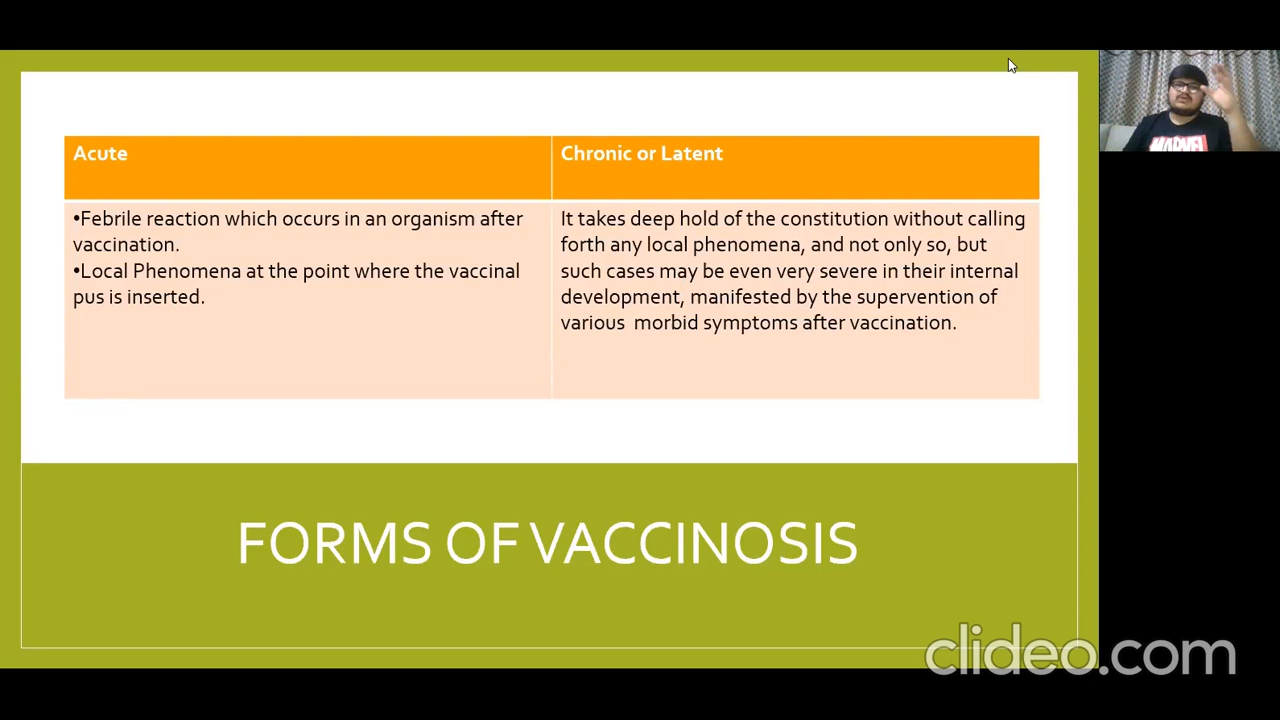 Acute
Chronic or Latent
•Febrile reaction which occurs in an organism after
vaccination.
•Local Phenomena at the point where the vaccinal
pus is inserted.
It takes deep hold of the constitution without calling
forth any local phenomena, and not only so, but
such cases may be even very severe in their internal
development, manifested by the supervention of
various morbid symptoms after vaccination.
FORMS OF VACCINOSIS
MARVEL
clideo.com